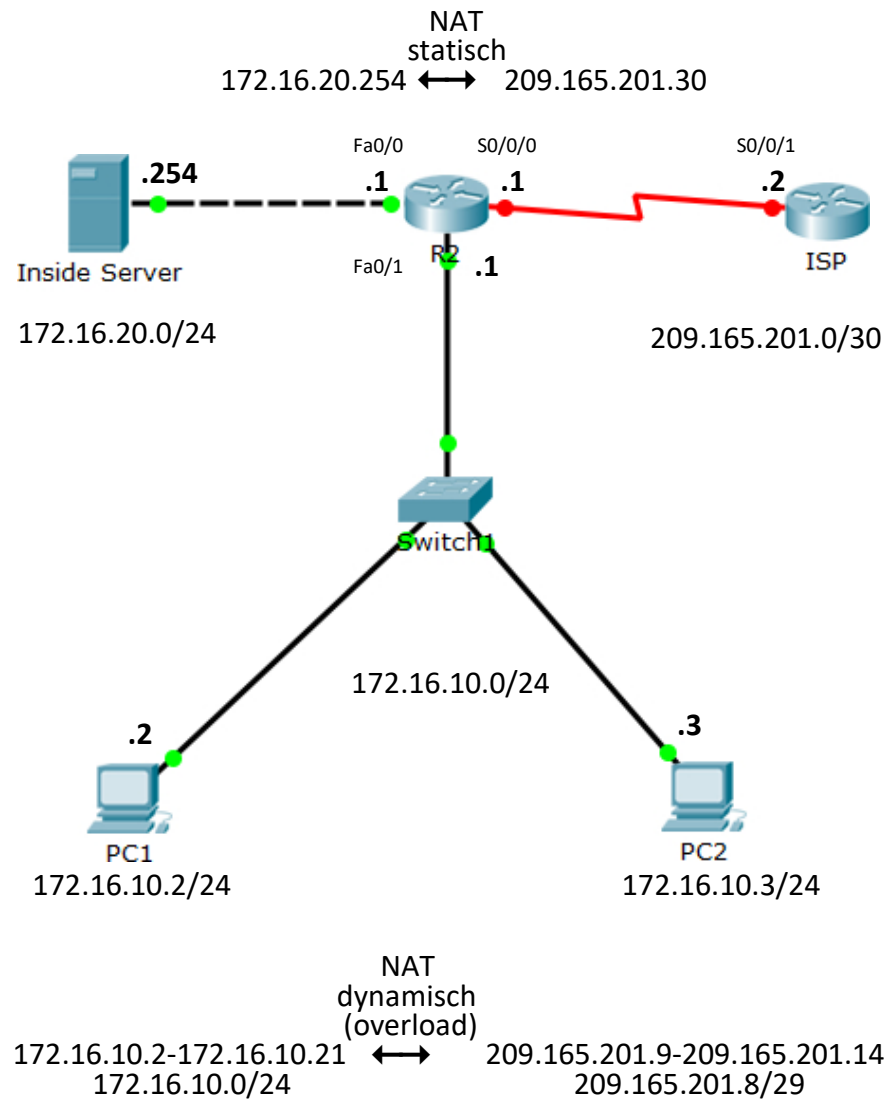 NAT
statisch
172.16.20.254 209.165.201.30
Fa0/0 S0/0/0 S0/0/1
.254 .1 .1 .2
R2
Inside Server Fa0/1 .1 ISP
172.16.20.0/24 209.165.201.0/30
Switch1
172.16.10.0/24
.2 .3
PC1 PC2
172.16.10.2/24 172.16.10.3/24
NAT
dynamisch
(overload)
172.16.10.2-172.16.10.21 209.165.201.9-209.165.201.14
172.16.10.0/24 209.165.201.8/29